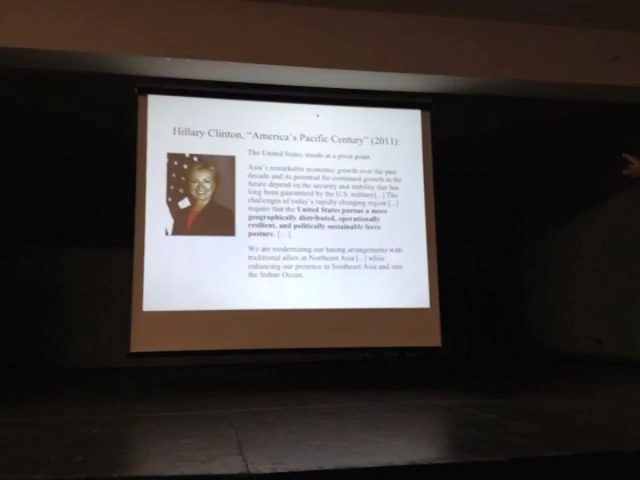 Hillary Clinton, "America´s Pacific Century" (2011):
The United States stands at a pivot point.
Asia's remarkable economic growth over the past
decade and its potential for continued growth in the
future depend on the security and stability that has
long been guaranteed by the U.S. military[...] The
challenges of today's rapidly changing region [...]
require that the United States pursue a more
geographically distributed, operationally
resilient, and politically sustainable force
posture. [...]
We are modernizing our basing arrangements with
traditional allies in Northeast Asia [...] while
enhancing our presence in Southeast Asia and into
the Indian Ocean.